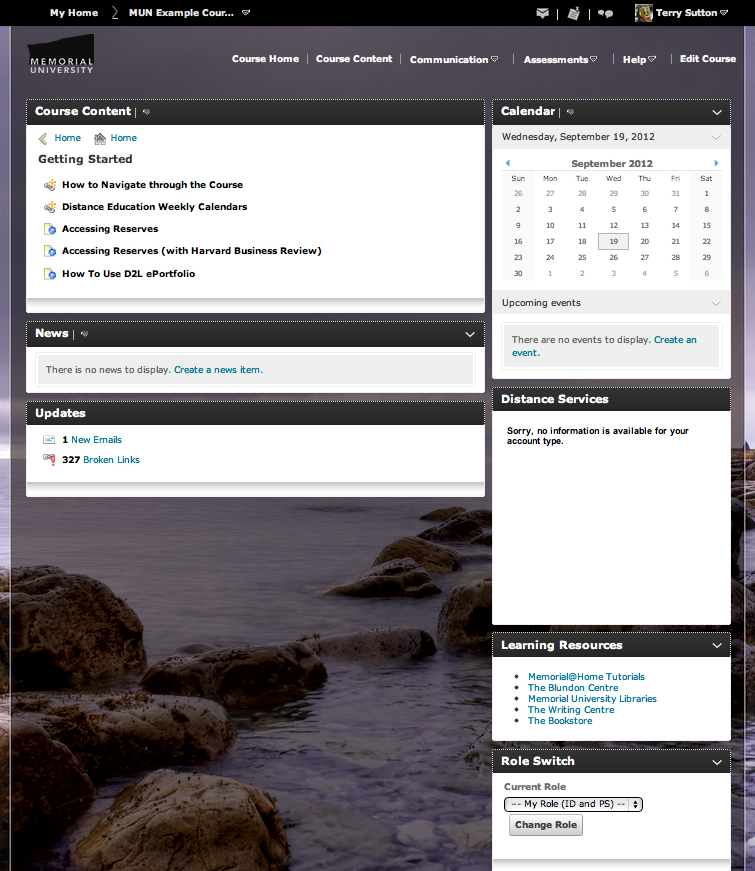 My Home MUN Example Cour... Terry Sutton
MEMORIAL
UNIVERSITY
Course Home | Course Content | Communication | Assessments | Help | Edit Course
Course Content |
Home Home
Getting Started
How to Navigate through the Course
Distance Education Weekly Calendars
Accessing Reserves
Accessing Reserves (with Harvard Business Review)
How To Use D2L ePortfolio
News |
There is no news to display. Create a news item.
Updates
1 New Emails
327 Broken Links
Calendar |
Wednesday, September 19, 2012
September 2012
Sun Mon Tue Wed Thu Fri Sat
26 27 28 29 30 31 1
2 3 4 5 6 7 8
9 10 11 12 13 14 15
16 17 18 19 20 21 22
23 24 25 26 27 28 29
30 1 2 3 4 5 6
Upcoming events
There are no events to display. Create an
event.
Distance Services
Sorry, no information is available for your
account type.
Learning Resources
Memorial@Home Tutorials
The Blundon Centre
Memorial University Libraries
The Writing Centre
The Bookstore
Role Switch
Current Role
-- My Role (ID and PS) --
Change Role